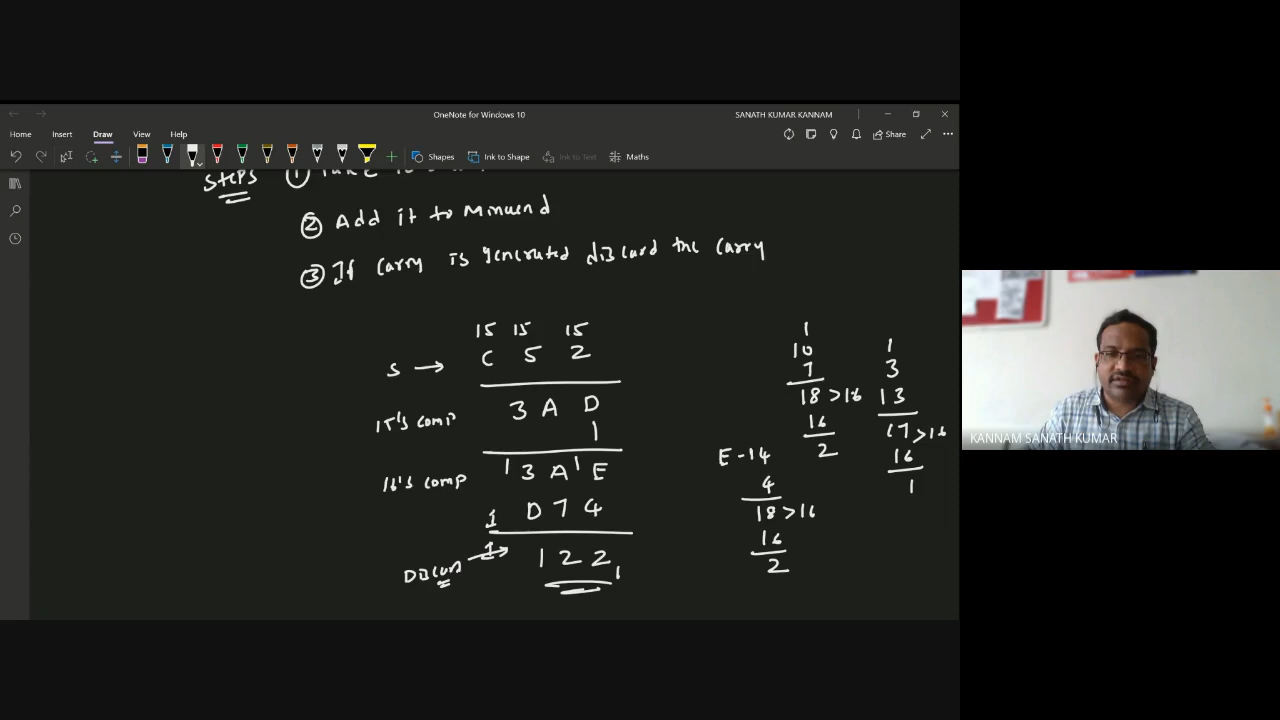 OneNote for Windows 10
SANATH KUMAR KANNAM
Home Insert Draw View Help
Share
Shapes Ink to Shape Ink to Text Maths
Steps ①
② Add it to Minuend
③ If carry is generated discard the carry
15 15 15
S → C 5 2
15's comp 3 A D
1
16's comp 1 3 A 1 E
1 D 7 4
Discard → 1 1 2 2 1
E - 14
4
18 > 16
16
2
1
10
7
18 > 16
16
2
1
3
13
17 > 16
16
1
KANNAM SANATH KUMAR